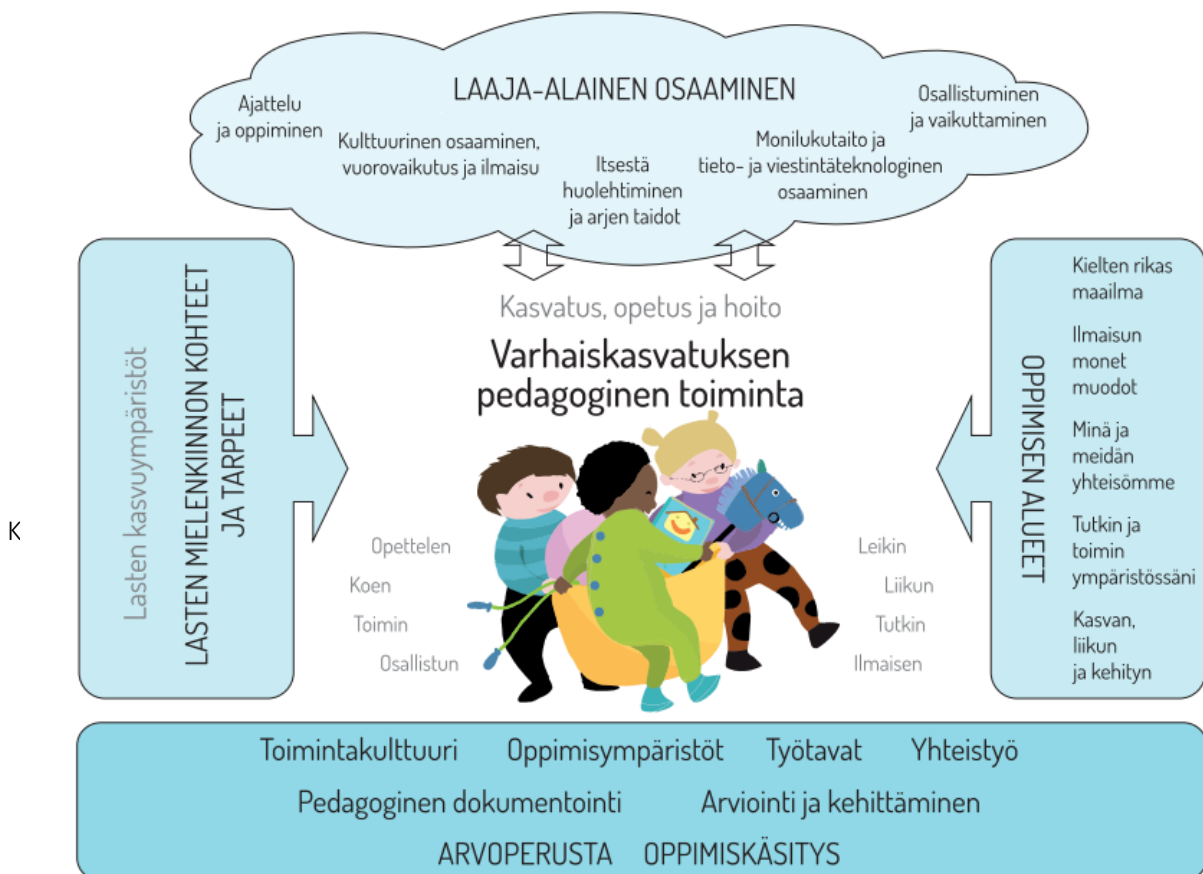 LAAJA-ALAINEN OSAAMINEN
Ajattelu
ja oppiminen
Kulttuurinen osaaminen,
vuorovaikutus ja ilmaisu
Itsestä
huolehtiminen
ja arjen taidot
Monilukutaito ja
tieto- ja viestintäteknologinen
osaaminen
Osallistuminen
ja vaikuttaminen
Kasvatus, opetus ja hoito
Varhaiskasvatuksen
pedagoginen toiminta
Lasten kasvuympäristöt
LASTEN MIELENKIINNON KOHTEET
JA TARPEET
K
Opettelen
Koen
Toimin
Osallistun
Leikin
Liikun
Tutkin
Ilmaisen
OPPIMISEN ALUEET
Kielten rikas
maailma
Ilmaisun
monet
muodot
Minä ja
meidän
yhteisömme
Tutkin ja
toimin
ympäristössäni
Kasvan,
liikun
ja kehityn
Toimintakulttuuri Oppimisympäristöt Työtavat Yhteistyö
Pedagoginen dokumentointi Arviointi ja kehittäminen
ARVOPERUSTA OPPIMISKÄSITYS